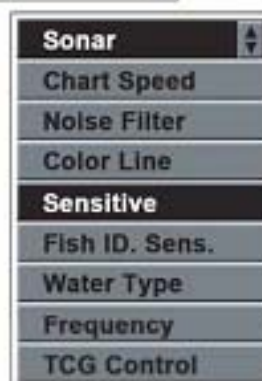 Sonar
Chart Speed
Noise Filter
Color Line
Sensitive
Fish ID. Sens.
Water Type
Frequency
TCG Control